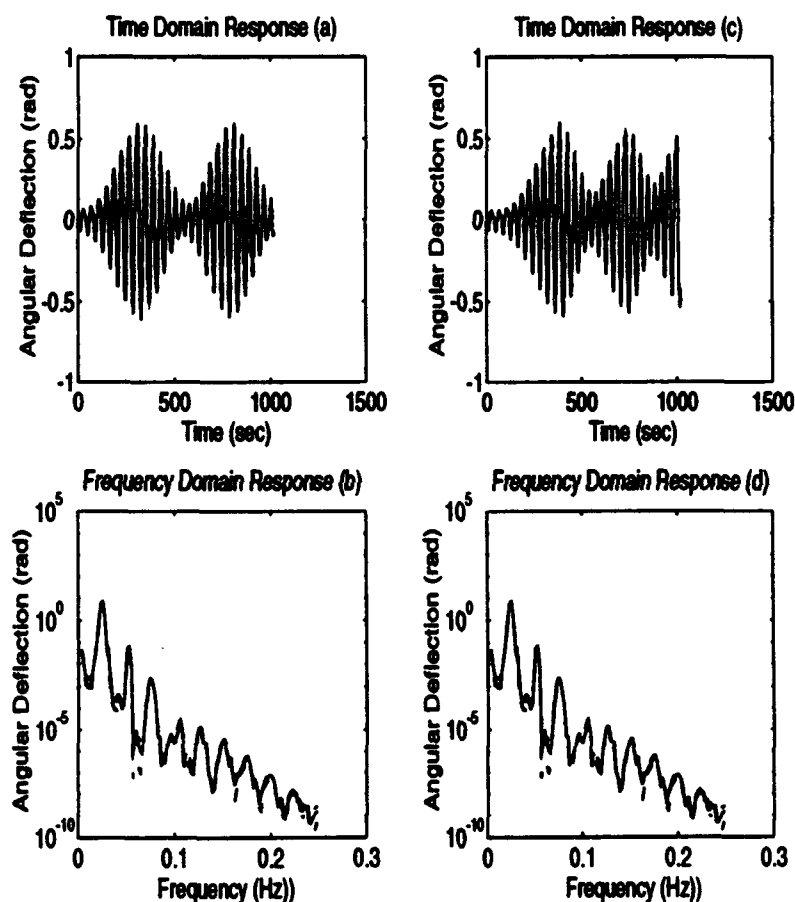 Time Domain Response (a)
Angular Deflection (rad)
1
0.5
0
-0.5
-1
0 500 1000 1500
Time (sec)
Time Domain Response (c)
Angular Deflection (rad)
1
0.5
0
-0.5
-1
0 500 1000 1500
Time (sec)
Frequency Domain Response (b)
Angular Deflection (rad)
10^5
10^0
10^-5
10^-10
0 0.1 0.2 0.3
Frequency (Hz))
Frequency Domain Response (d)
Angular Deflection (rad)
10^5
10^0
10^-5
10^-10
0 0.1 0.2 0.3
Frequency (Hz))